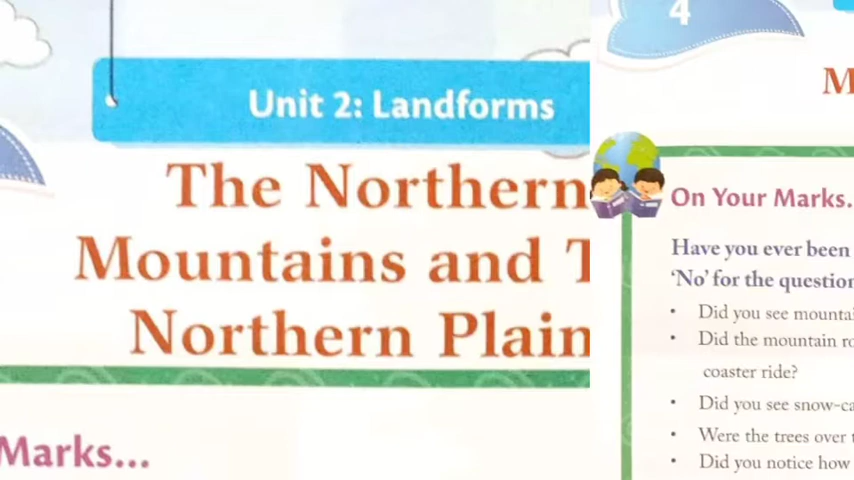 Unit 2: Landforms
The Northern
Mountains and
Northern Plain
Marks...
4
On Your Marks.
Have you ever been
'No' for the question
Did you see mountai
Did the mountain ro
coaster ride?
Did you see snow-ca
Were the trees over
Did you notice how